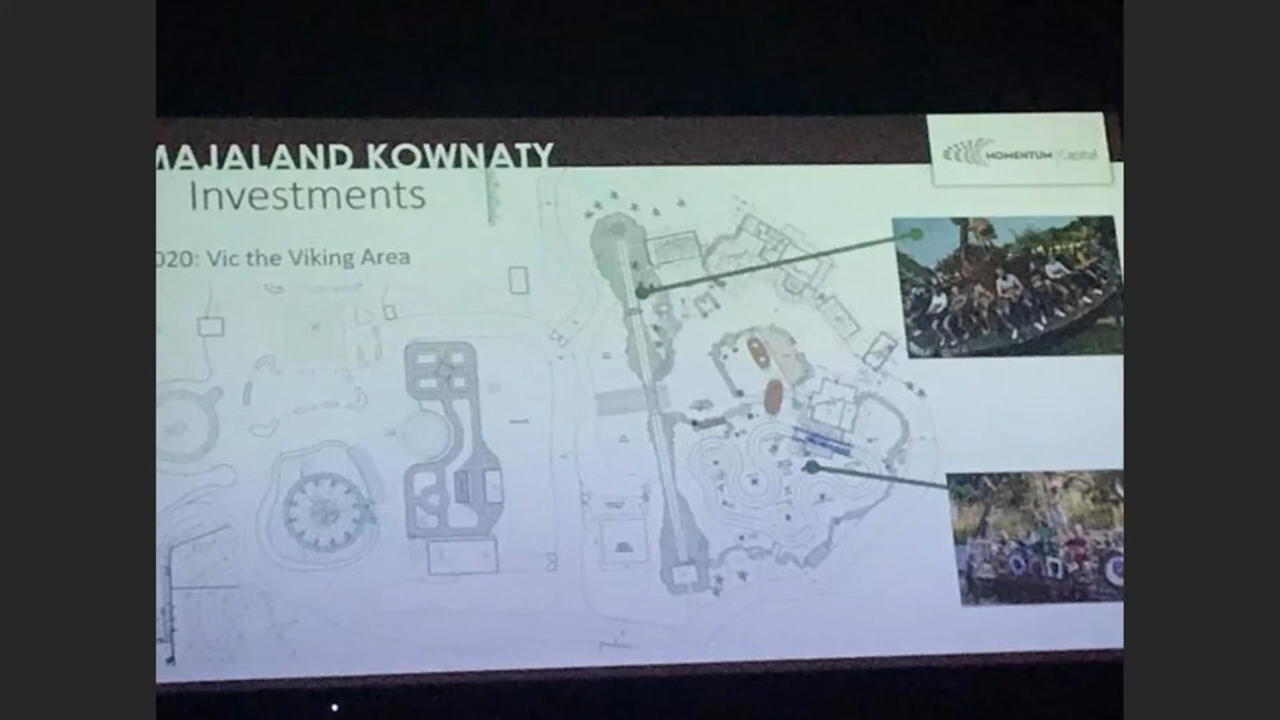 MAJALAND KOWNATY
MOMENTUM Capital
Investments
020: Vic the Viking Area